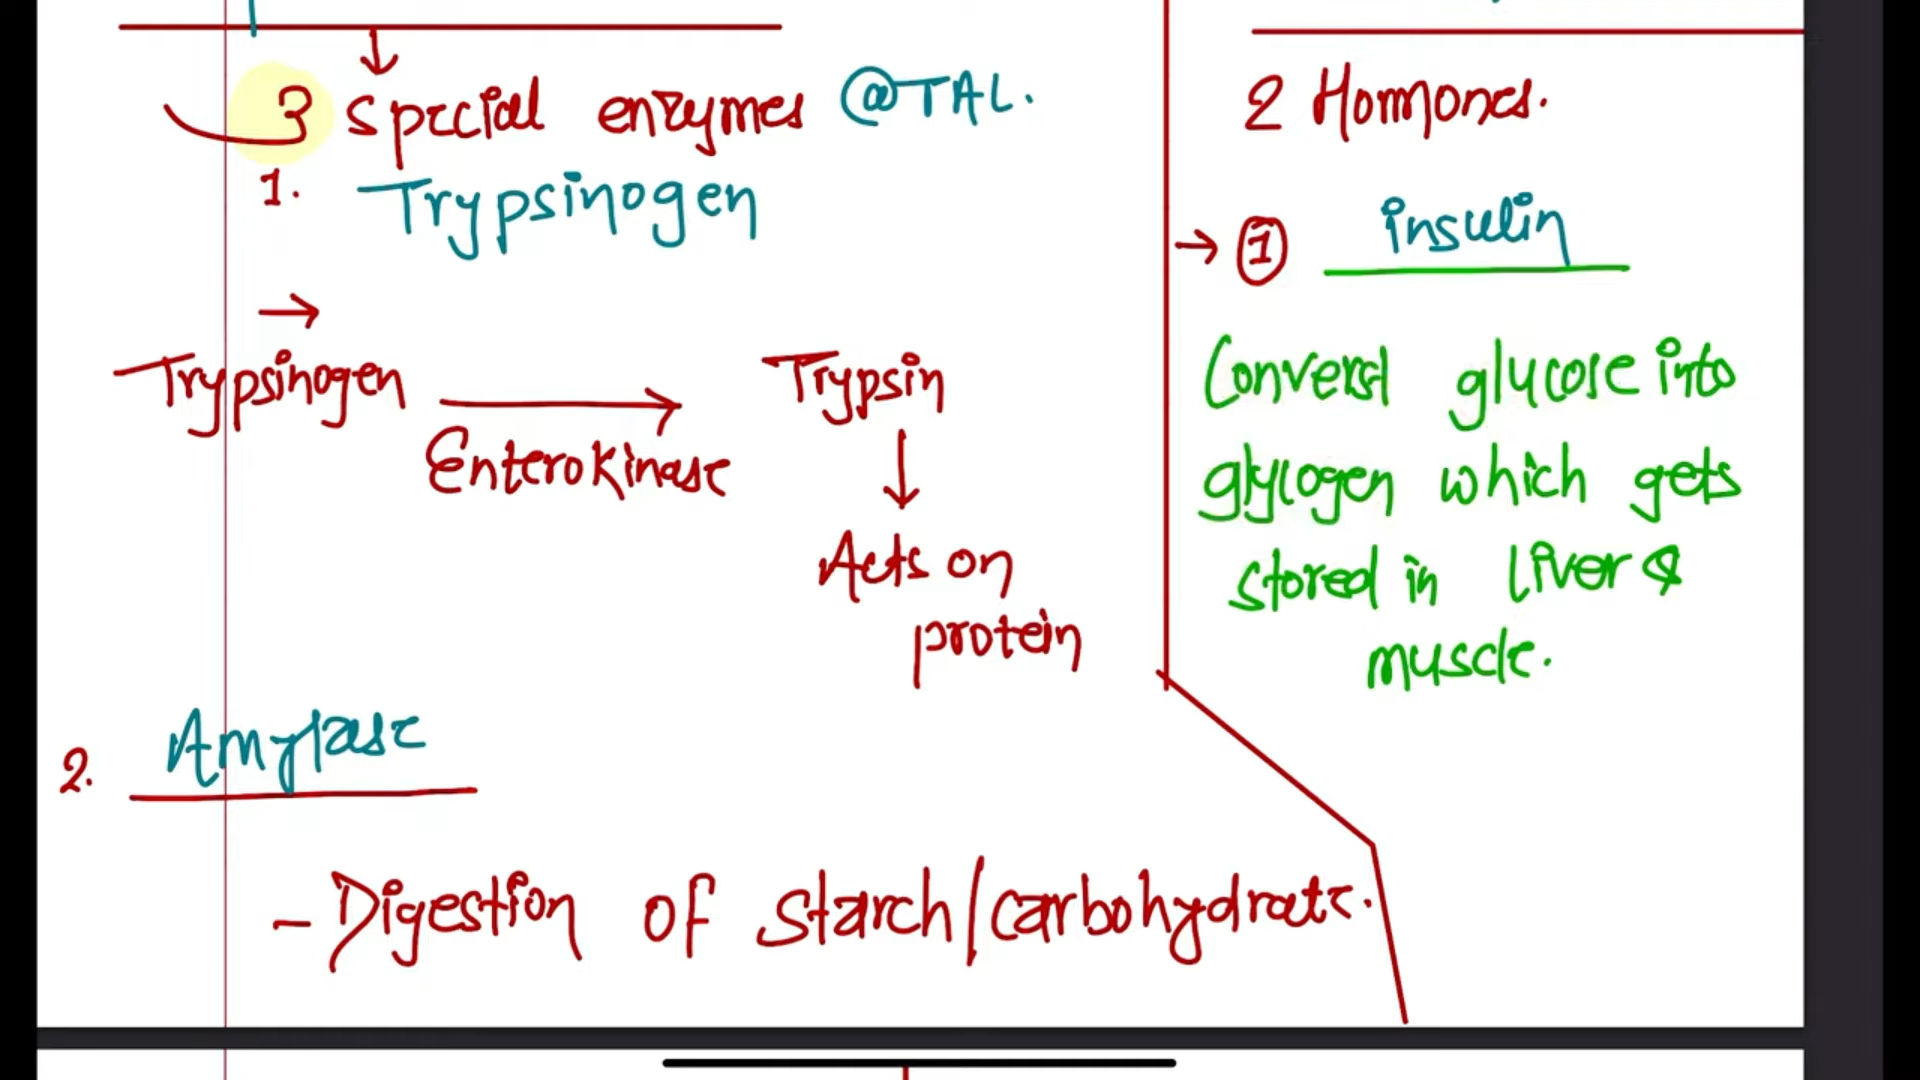 3 Special enzymes @TAL.
1. Trypsinogen
→
Trypsinogen → Trypsin
Enterokinase
↓
Acts on
protein
2. Amylase
- Digestion of starch/carbohydrate.
2 Hormones.
→ ① insulin
Converst glucose into
glycogen which gets
stored in liver &
muscle.